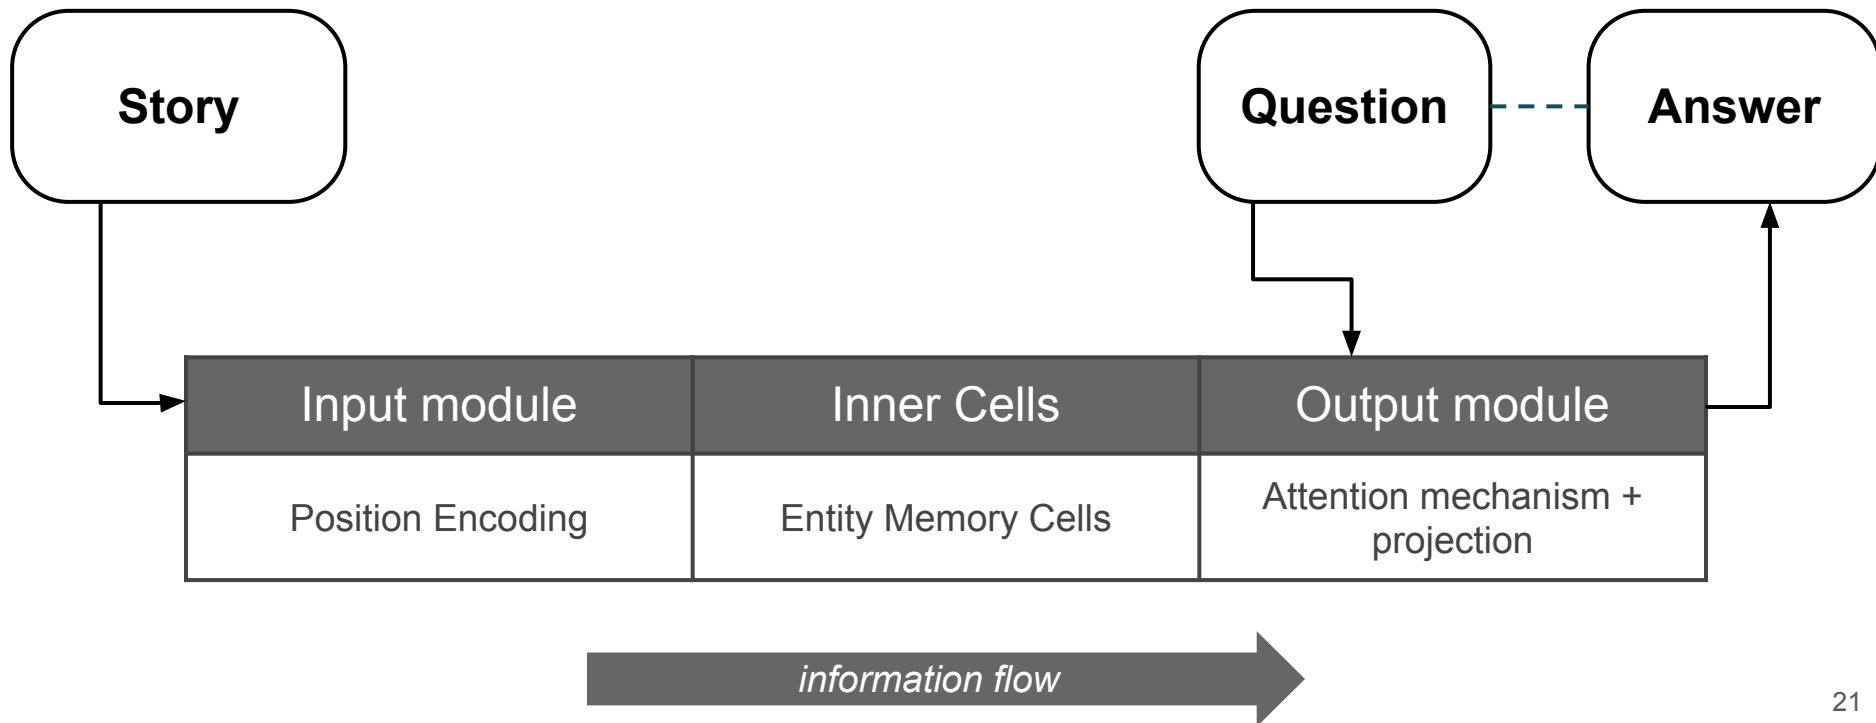 Story
Question
Answer
Input module
Inner Cells
Output module
Position Encoding
Entity Memory Cells
Attention mechanism +
projection
information flow
21